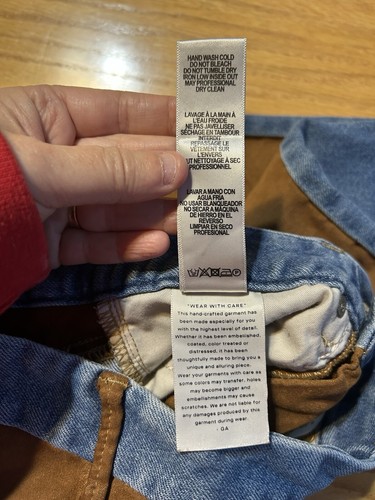 HAND WASH COLD
DO NOT BLEACH
DO NOT TUMBLE DRY
IRON LOW INSIDE OUT
MAY PROFESSIONAL
DRY CLEAN
LAVAGE À LA MAIN À
L'EAU FROIDE
NE PAS JAVELLISER
SÉCHAGE EN TAMBOUR
INTERDIT
REPASSAGE LE
VÊTEMENT SUR
L'ENVERS
NETTOYAGE À SEC
PROFESSIONNEL
LAVAR A MANO CON
AGUA FRIA
NO USAR BLANQUEADOR
NO SECAR A MÁQUINA
DE HIERRO EN EL
REVERSO
LIMPIAR EN SECO
PROFESIONAL
"WEAR WITH CARE"
This hand-crafted garment has
been made especially for you
with the highest level of detail.
Whether it has been embellished,
coated, color treated or
distressed, it has been
thoughtfully made to bring you a
unique and alluring piece.
Wear your garments with care as
some colors may transfer, holes
may become bigger and
embellishments may cause
scratches. We are not liable for
any damages produced by this
garment during wear.
- GA